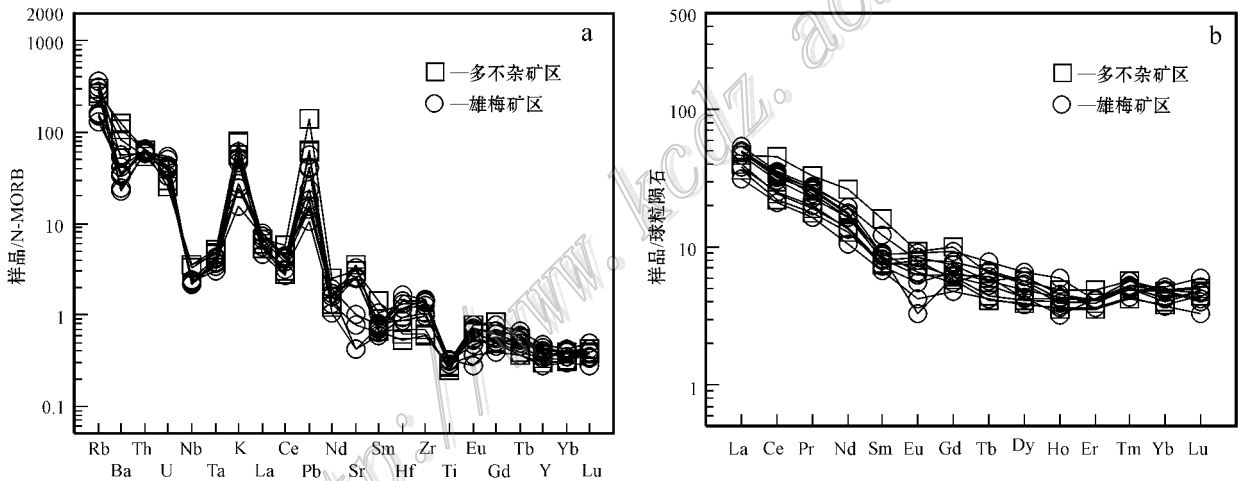 2000
1000
100
10
1
0.1
样品/N-MORB
a
—多不杂矿区
—雄梅矿区
Rb Th Nb K Ce Nd Sm Zr Eu Tb Yb
Ba U Ta La Pb Sr Hf Ti Gd Y Lu
500
100
10
1
样品/球粒陨石
b
—多不杂矿区
—雄梅矿区
La Ce Pr Nd Sm Eu Gd Tb Dy Ho Er Tm Yb Lu
www.kcdz.ac